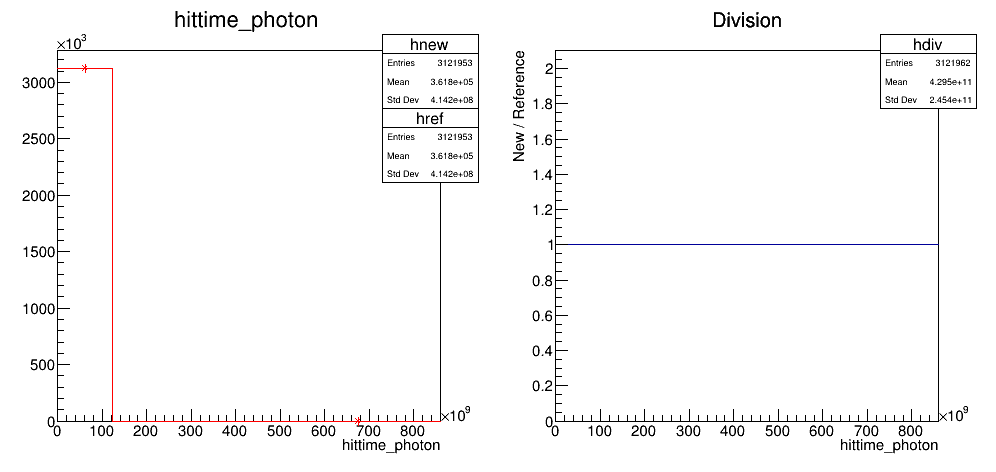 hittime_photon
×10³
hnew
Entries 3121953
Mean 3.618e+05
Std Dev 4.142e+08
href
Entries 3121953
Mean 3.618e+05
Std Dev 4.142e+08
3000
2500
2000
1500
1000
500
0
0 100 200 300 400 500 600 700 800
×10⁹
hittime_photon
Division
hdiv
Entries 3121962
Mean 4.295e+11
Std Dev 2.454e+11
New / Reference
2
1.8
1.6
1.4
1.2
1
0.8
0.6
0.4
0.2
0
0 100 200 300 400 500 600 700 800
×10⁹
hittime_photon